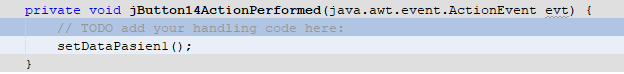 private void jButton14ActionPerformed(java.awt.event.ActionEvent evt) {
// TODO add your handling code here:
setDataPasien1();
}